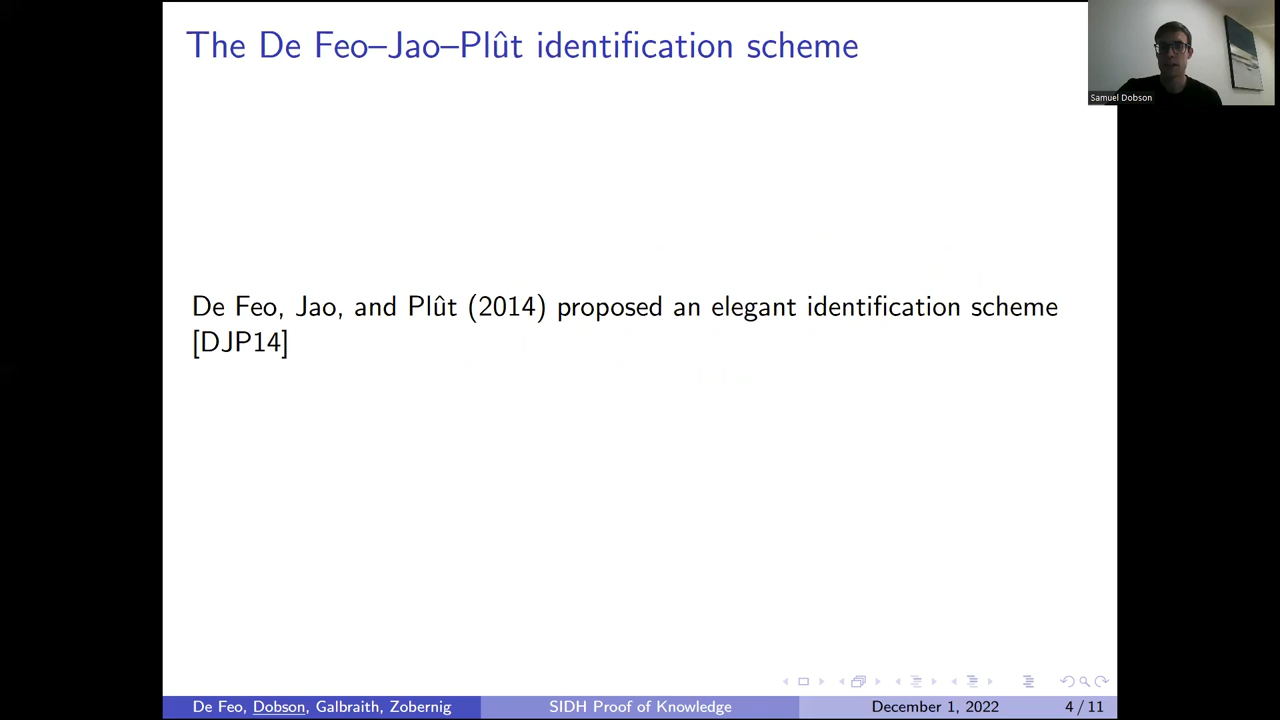 The De Feo–Jao–Plût identification scheme
Samuel Dobson
De Feo, Jao, and Plût (2014) proposed an elegant identification scheme
[DJP14]
De Feo, Dobson, Galbraith, Zobernig SIDH Proof of Knowledge December 1, 2022 4 / 11